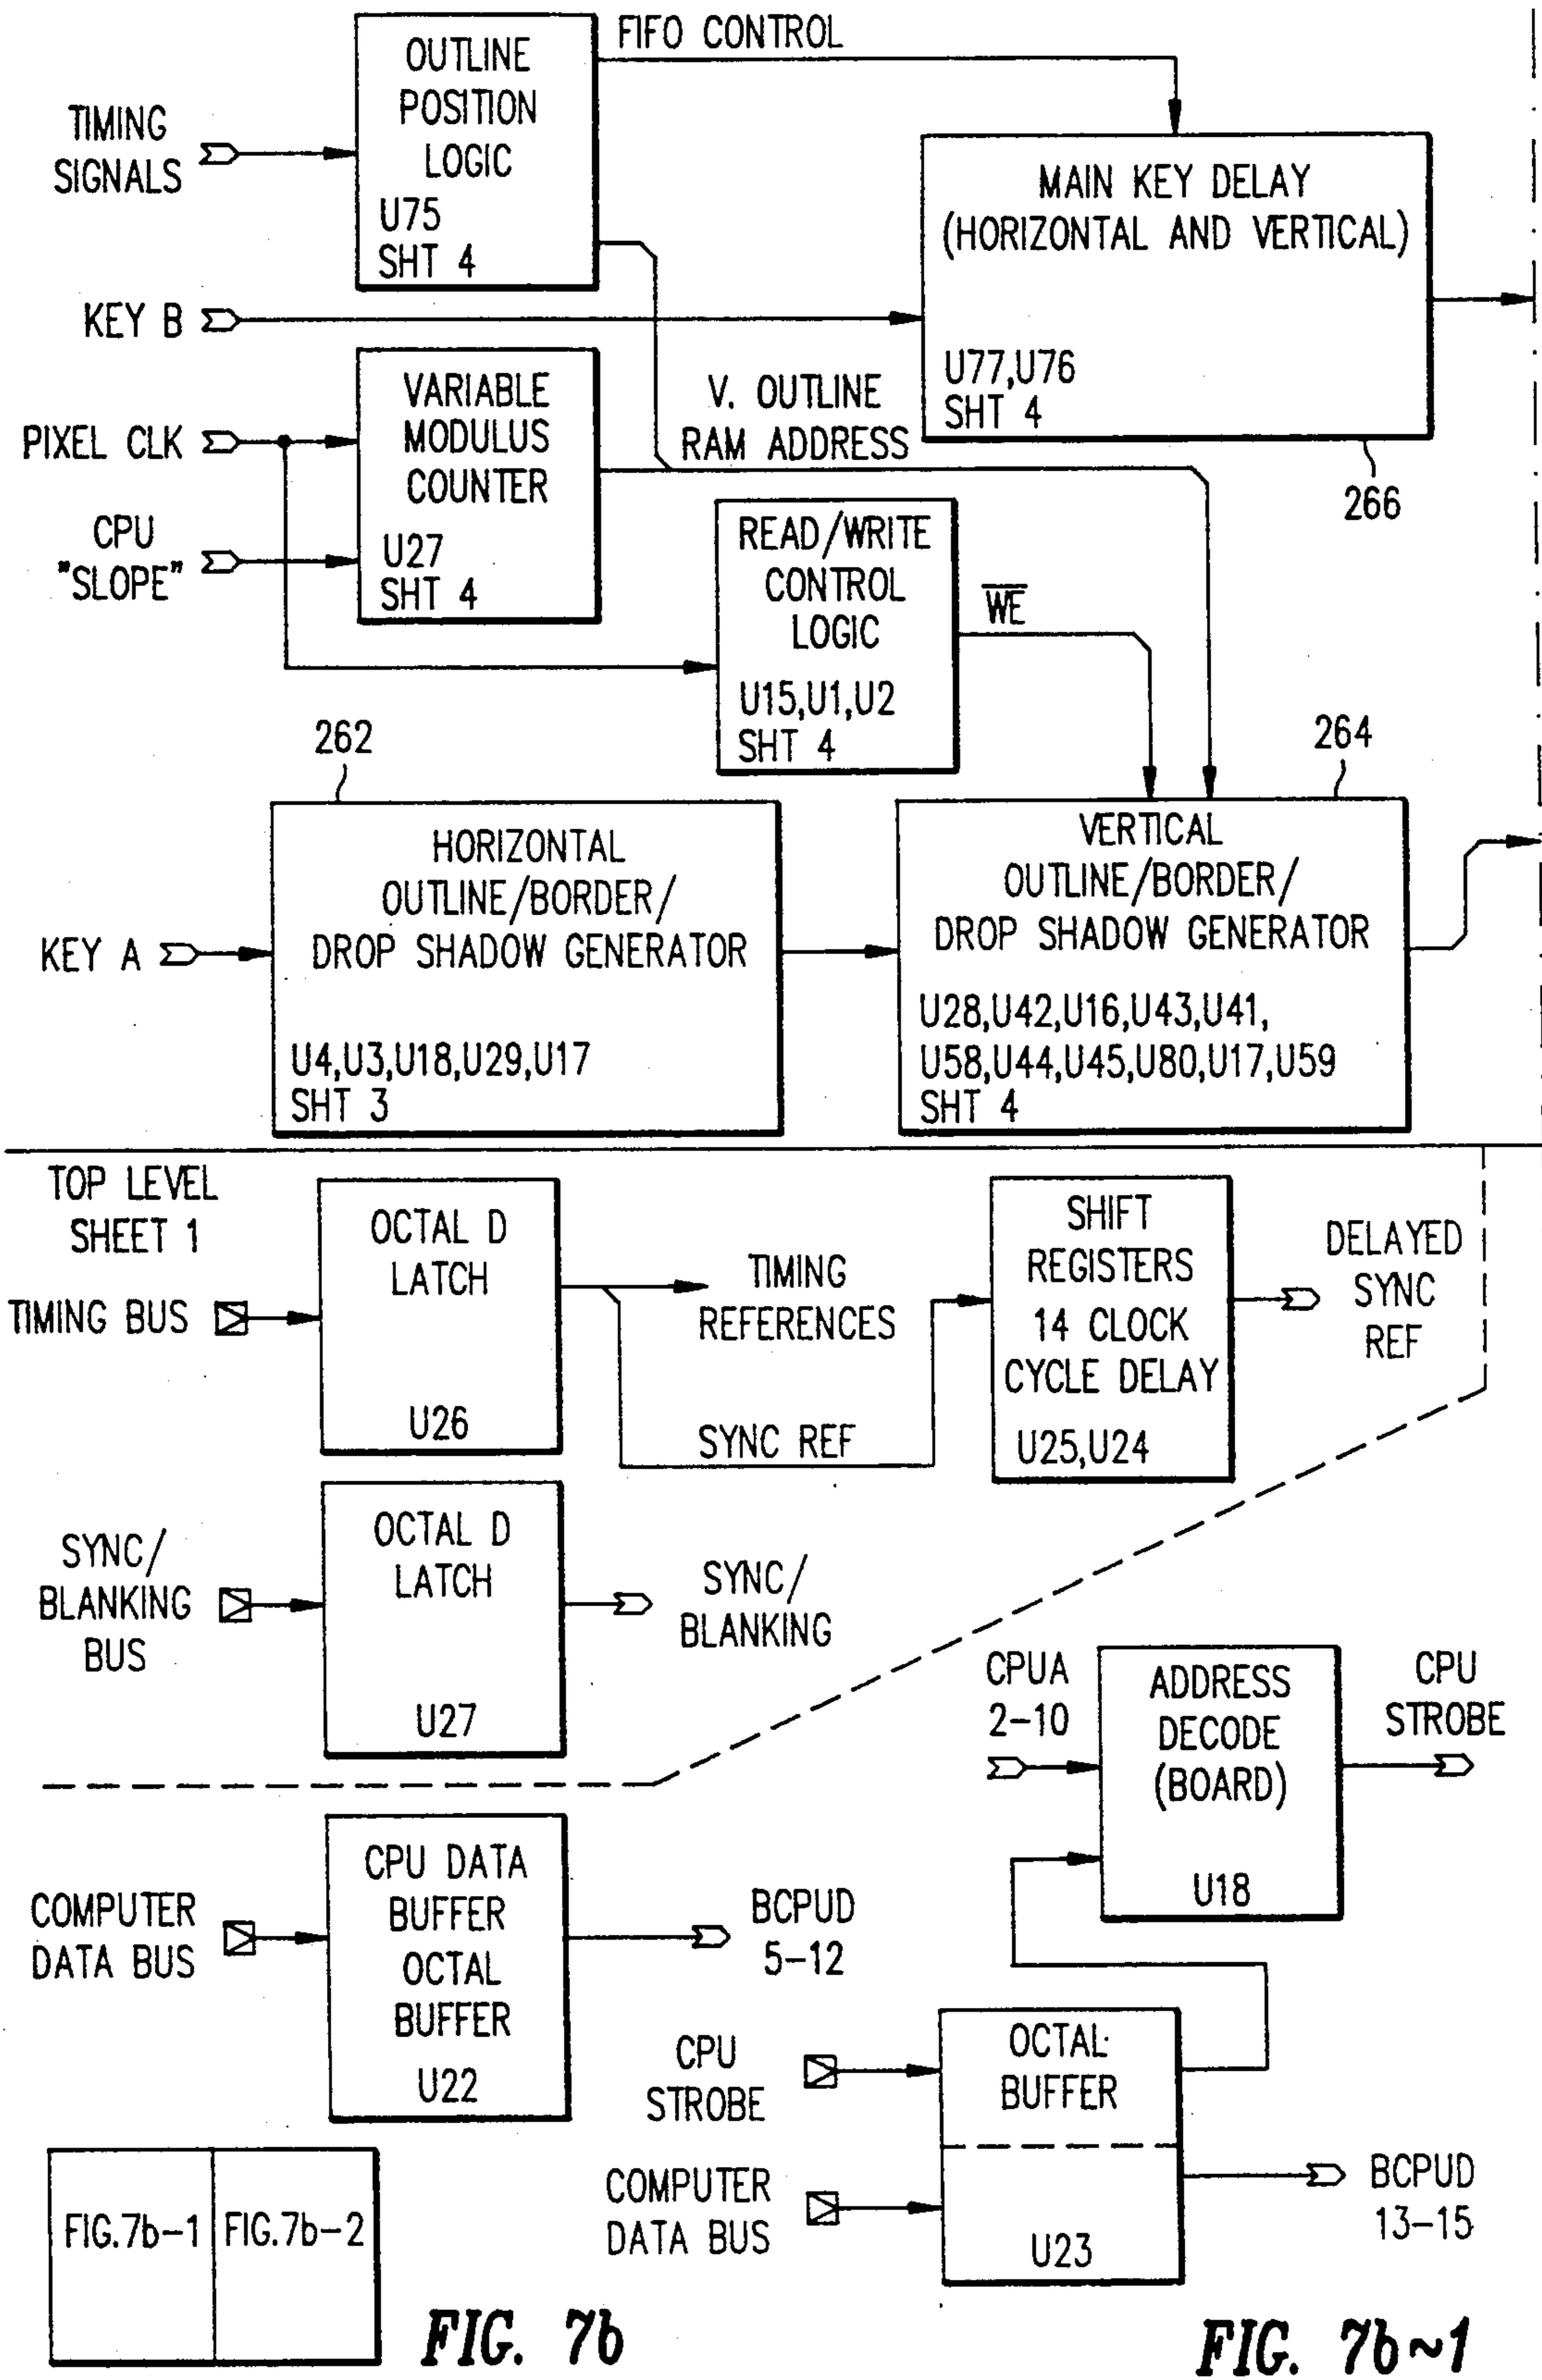 FIFO CONTROL
OUTLINE
POSITION
LOGIC
U75
SHT 4
TIMING
SIGNALS
MAIN KEY DELAY
(HORIZONTAL AND VERTICAL)
U77,U76
SHT 4
266
KEY B
VARIABLE
MODULUS
COUNTER
U27
SHT 4
V. OUTLINE
RAM ADDRESS
PIXEL CLK
CPU
"SLOPE"
READ/WRITE
CONTROL
LOGIC
U15,U1,U2
SHT 4
WE
262
264
HORIZONTAL
OUTLINE/BORDER/
DROP SHADOW GENERATOR
U4,U3,U18,U29,U17
SHT 3
KEY A
VERTICAL
OUTLINE/BORDER/
DROP SHADOW GENERATOR
U28,U42,U16,U43,U41,
U58,U44,U45,U80,U17,U59
SHT 4
TOP LEVEL
SHEET 1
TIMING BUS
OCTAL D
LATCH
U26
TIMING
REFERENCES
SYNC REF
SHIFT
REGISTERS
14 CLOCK
CYCLE DELAY
U25,U24
DELAYED
SYNC
REF
SYNC/
BLANKING
BUS
OCTAL D
LATCH
U27
SYNC/
BLANKING
CPUA
2-10
ADDRESS
DECODE
(BOARD)
U18
CPU
STROBE
COMPUTER
DATA BUS
CPU DATA
BUFFER
OCTAL
BUFFER
U22
BCPUD
5-12
CPU
STROBE
OCTAL
BUFFER
COMPUTER
DATA BUS
U23
BCPUD
13-15
FIG.7b-1
FIG.7b-2
FIG. 7b
FIG. 7b~1